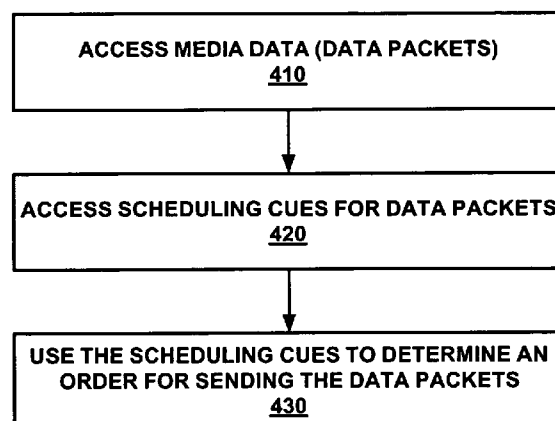 ACCESS MEDIA DATA (DATA PACKETS)
410
ACCESS SCHEDULING CUES FOR DATA PACKETS
420
USE THE SCHEDULING CUES TO DETERMINE AN
ORDER FOR SENDING THE DATA PACKETS
430